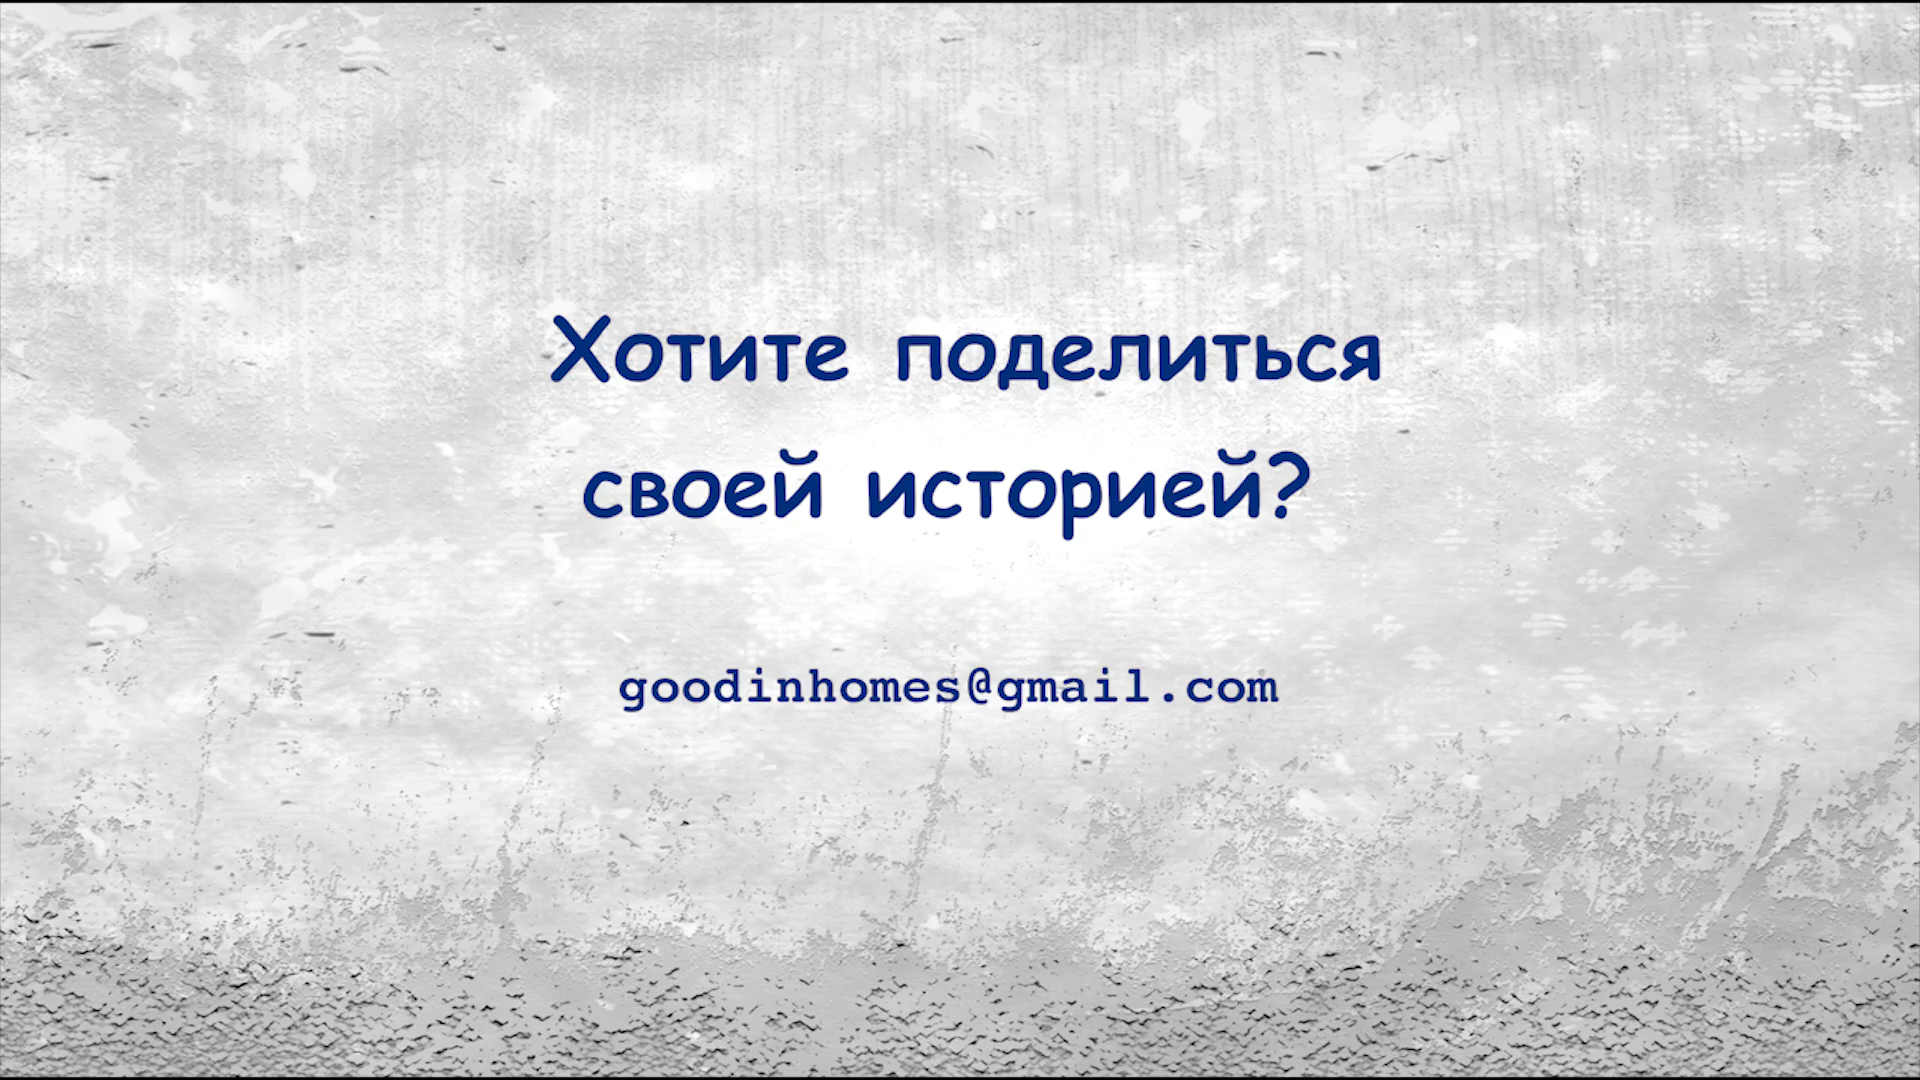 Хотите поделиться
своей историей?
goodinhomes@gmail.com